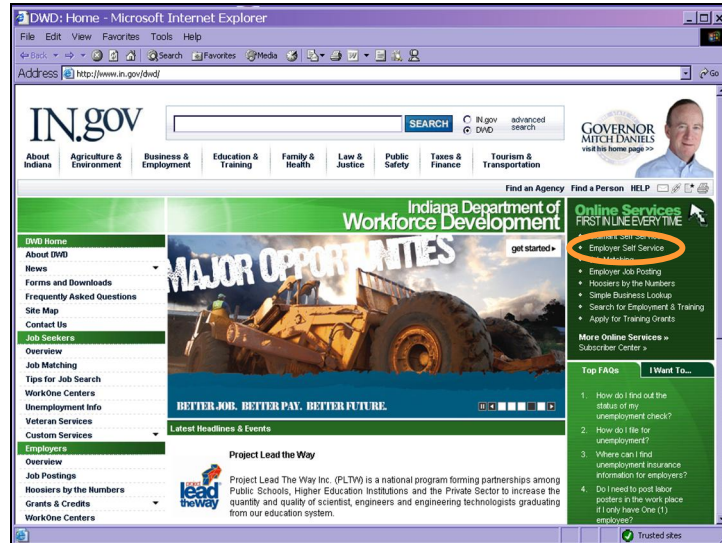 DWD: Home - Microsoft Internet Explorer
File Edit View Favorites Tools Help
Back Search Favorites Media
Address http://www.in.gov/dwd/ Go
IN.gov
SEARCH
IN.gov
DWD
advanced
search
GOVERNOR
MITCH DANIELS
visit his home page >>
About
Indiana
Agriculture &
Environment
Business &
Employment
Education &
Training
Family &
Health
Law &
Justice
Public
Safety
Taxes &
Finance
Tourism &
Transportation
Find an Agency Find a Person HELP
Indiana Department of
Workforce Development
Online Services
FIRST IN LINE EVERY TIME
DWD Home
About DWD
News
Forms and Downloads
Frequently Asked Questions
Site Map
Contact Us
Job Seekers
Overview
Job Matching
Tips for Job Search
WorkOne Centers
Unemployment Info
Veteran Services
Custom Services
Employers
Overview
Job Postings
Hoosiers by the Numbers
Grants & Credits
WorkOne Centers
MAJOR OPPORTUNITIES
get started
BETTER JOB. BETTER PAY. BETTER FUTURE.
Latest Headlines & Events
Project Lead the Way
project
lead
the Way
Project Lead The Way Inc. (PLTW) is a national program forming partnerships among
Public Schools, Higher Education Institutions and the Private Sector to increase the
quantity and quality of scientist, engineers and engineering technologists graduating
from our education system.
Employer Self Service
Employer Job Posting
Hoosiers by the Numbers
Simple Business Lookup
Search for Employment & Training
Apply for Training Grants
More Online Services »
Subscriber Center »
Top FAQs
I Want To...
1. How do I find out the
status of my
unemployment check?
2. How do I file for
unemployment?
3. Where can I find
unemployment insurance
information for employers?
4. Do I need to post labor
posters in the work place
if I only have One (1)
employee?
Trusted sites